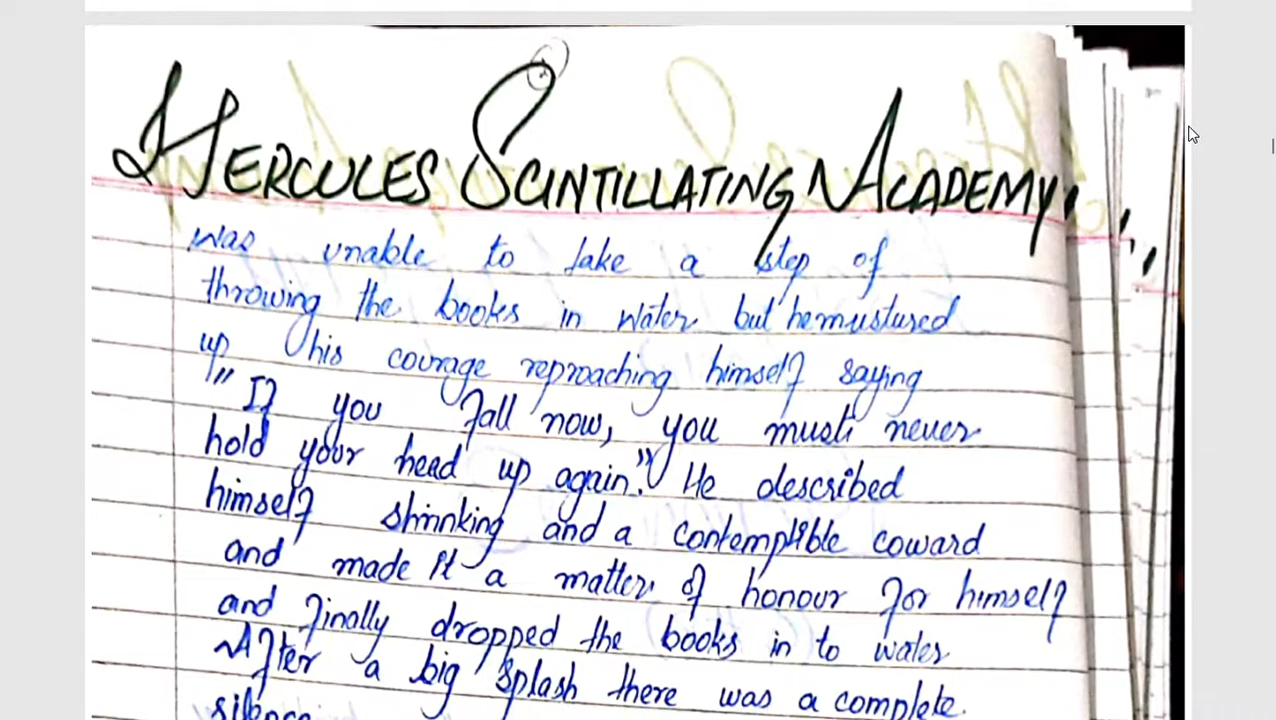 HERCULES SCINTILLATING ACADEMY.
was unable to take a step of
throwing the books in water but hemustured
up his courage reproaching himself saying
"If you fall now, you must never
hold your head up again." He described
himself shrinking and a contemptible coward
and made it a matter of honour for himself
and finally dropped the books in to water
After a big splash there was a complete.
silence